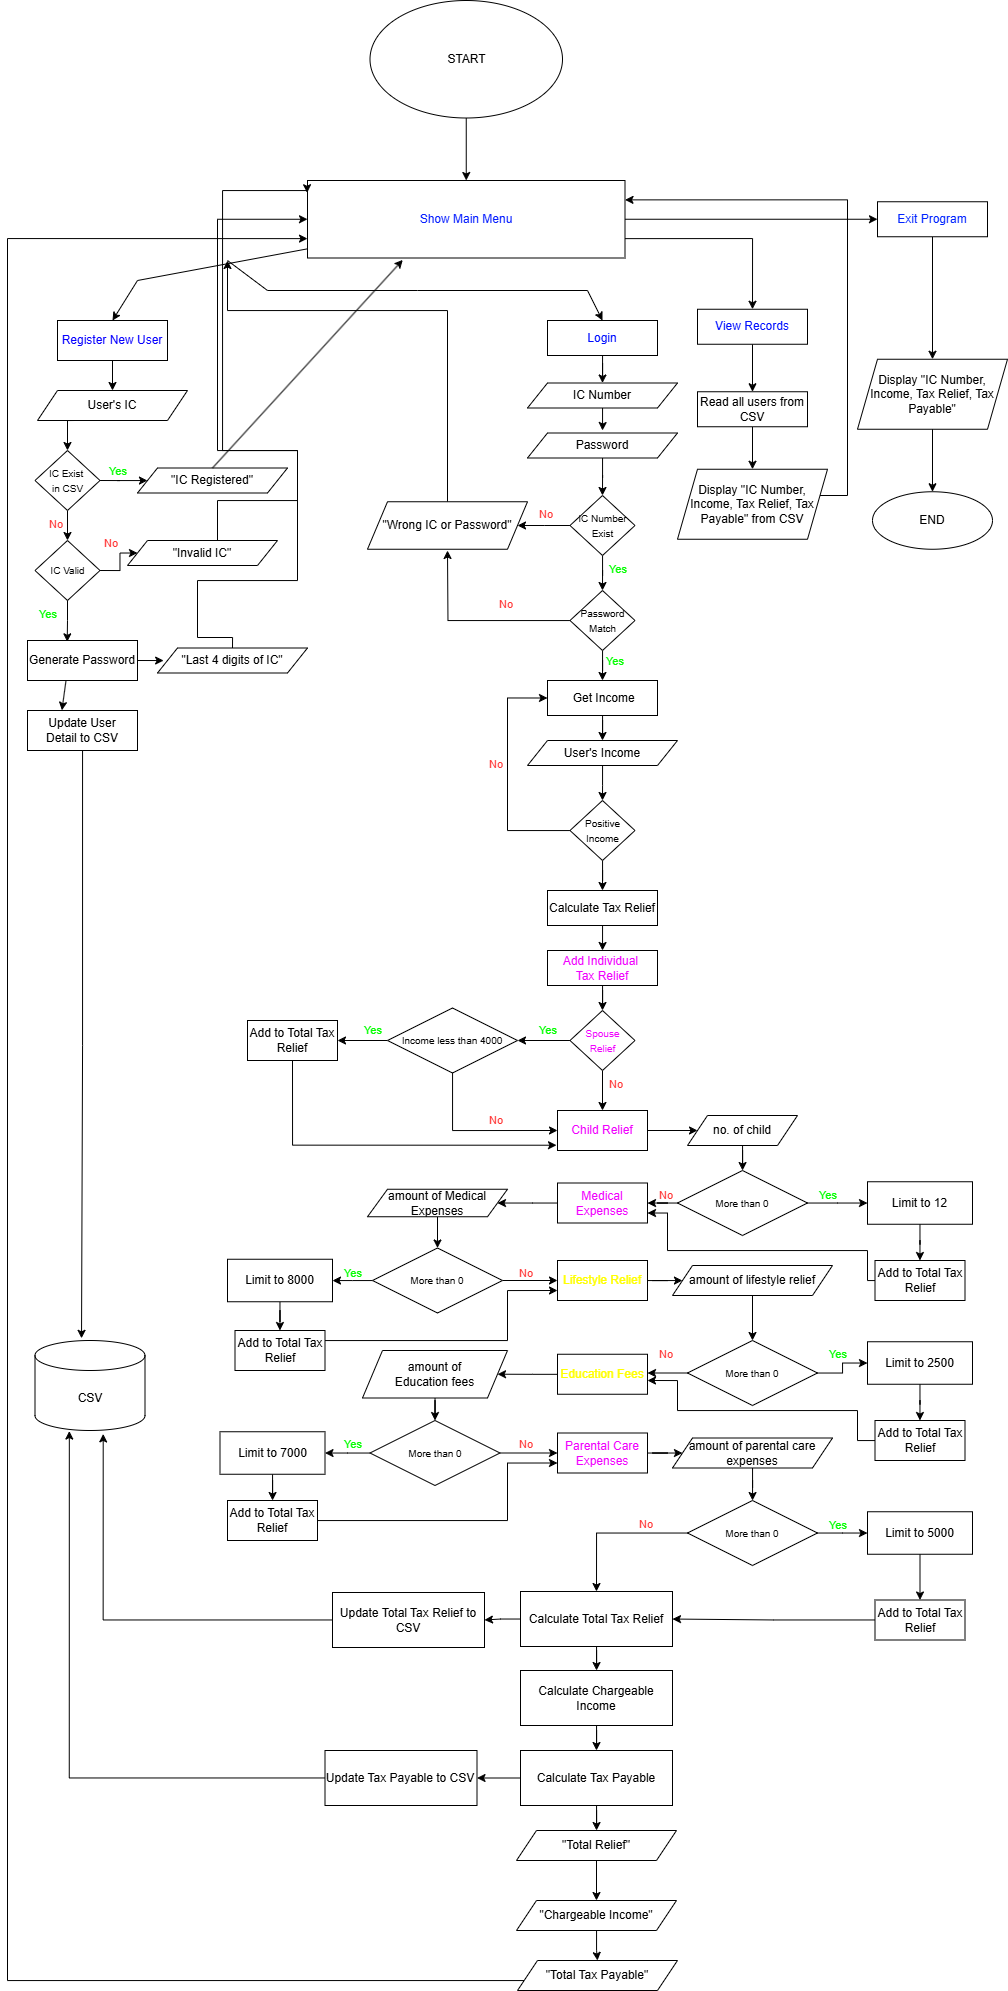 START
Show Main Menu
Exit Program
Register New User
Login
View Records
User's IC
IC Number
Read all users from
CSV
Display "IC Number,
Income, Tax Relief, Tax
Payable"
Password
IC Exist
in CSV
Yes
"IC Registered"
Display "IC Number,
Income, Tax Relief, Tax
Payable" from CSV
END
No
"Wrong IC or Password"
No
IC Number
Exist
No
"Invalid IC"
IC Valid
Yes
Yes
No
Password
Match
Generate Password
"Last 4 digits of IC"
Yes
Get Income
Update User
Detail to CSV
User's Income
No
Positive
Income
Calculate Tax Relief
Add Individual
Tax Relief
Add to Total Tax
Relief
Yes
Income less than 4000
Yes
Spouse
Relief
No
No
Child Relief
no. of child
amount of Medical
Expenses
Medical
Expenses
No
More than 0
Yes
Limit to 12
Limit to 8000
Yes
More than 0
No
Lifestyle Relief
amount of lifestyle relief
Add to Total Tax
Relief
Add to Total Tax
Relief
amount of
Education fees
Education Fees
No
More than 0
Yes
Limit to 2500
CSV
Limit to 7000
Yes
More than 0
No
Parental Care
Expenses
amount of parental care
expenses
Add to Total Tax
Relief
Add to Total Tax
Relief
No
More than 0
Yes
Limit to 5000
Update Total Tax Relief to
CSV
Calculate Total Tax Relief
Add to Total Tax
Relief
Calculate Chargeable
Income
Update Tax Payable to CSV
Calculate Tax Payable
"Total Relief"
"Chargeable Income"
"Total Tax Payable"